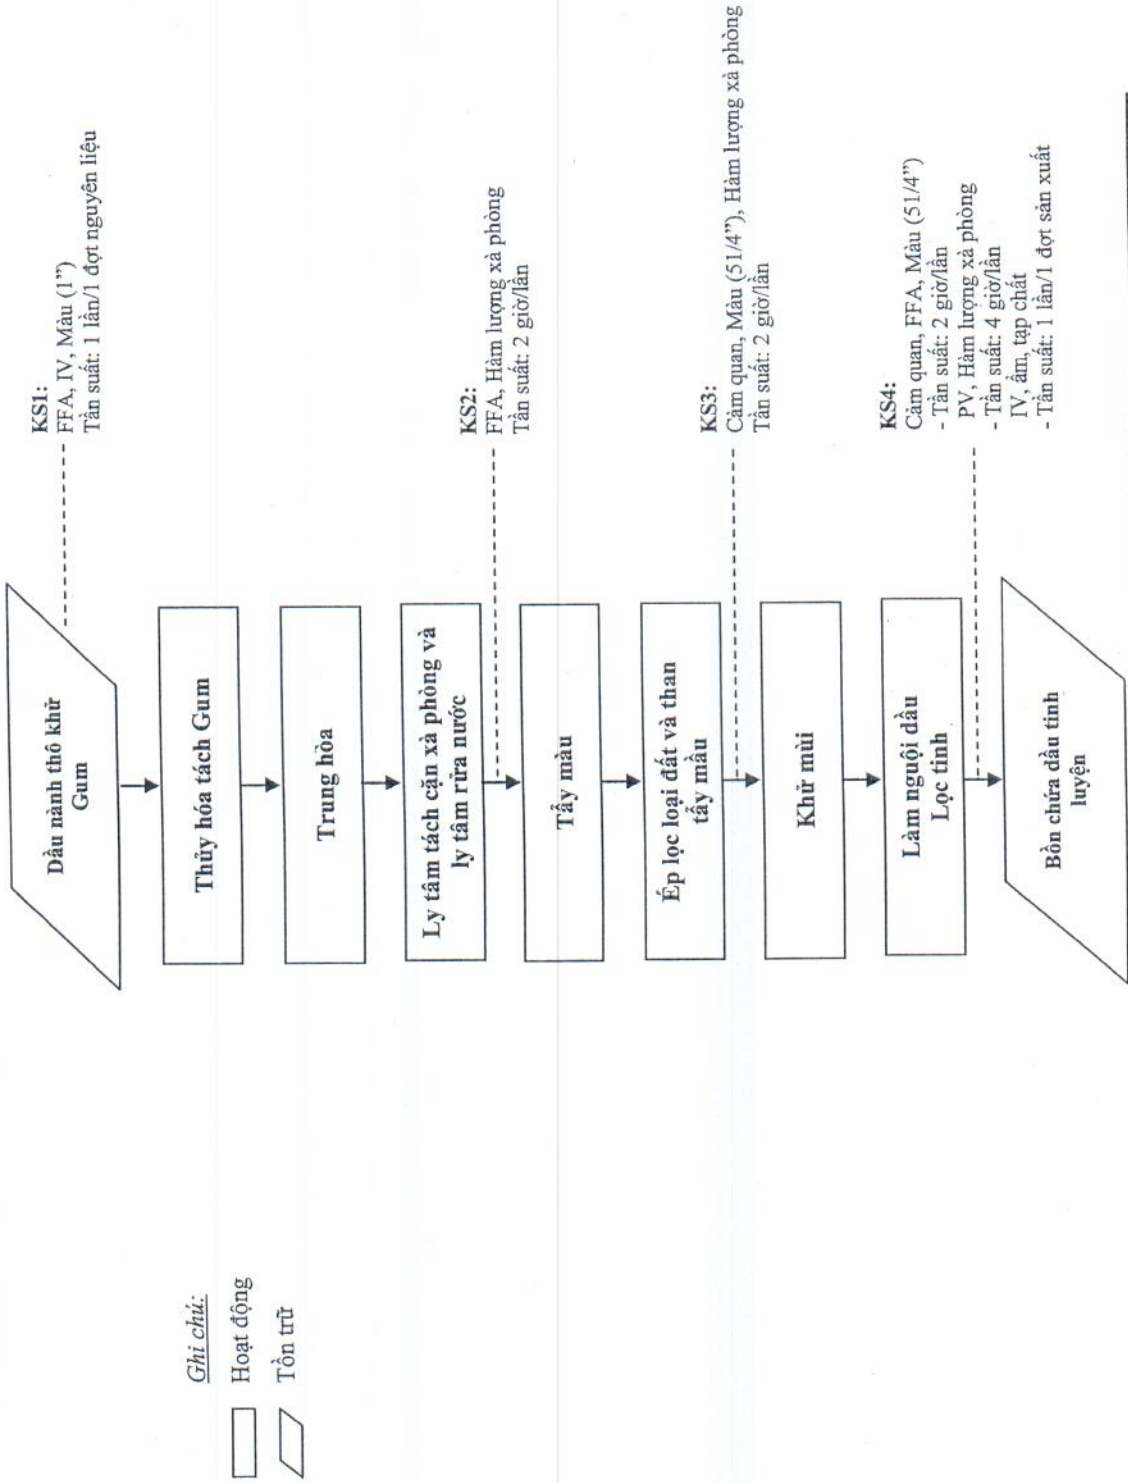 Dầu nành thô khử
Gum
KS1:
FFA, IV, Màu (1”)
Tần suất: 1 lần/1 đợt nguyên liệu
Thủy hóa tách Gum
Trung hòa
Ly tâm tách cặn xà phòng và
ly tâm rửa nước
KS2:
FFA, Hàm lượng xà phòng
Tần suất: 2 giờ/lần
Tẩy màu
Ép lọc loại đất và than
tẩy mầu
KS3:
Cảm quan, Màu (51/4”), Hàm lượng xà phòng
Tần suất: 2 giờ/lần
Khử mùi
Làm nguội dầu
Lọc tinh
KS4:
Cảm quan, FFA, Màu (51/4”)
- Tần suất: 2 giờ/lần
PV, Hàm lượng xà phòng
- Tần suất: 4 giờ/lần
IV, ẩm, tạp chất
- Tần suất: 1 lần/1 đợt sản xuất
Bồn chứa dầu tinh
luyện
Ghi chú:
Hoạt động
Tồn trữ